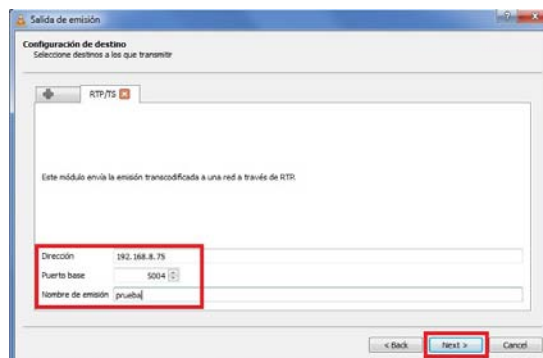 Salida de emisión
Configuración de destino
Seleccione destinos a los que transmitir
RTP/TS
Este módulo envía la emisión transcodificada a una red a través de RTP.
Dirección 192.168.8.75
Puerto base 5004
Nombre de emisión prueba
< Back Next > Cancel